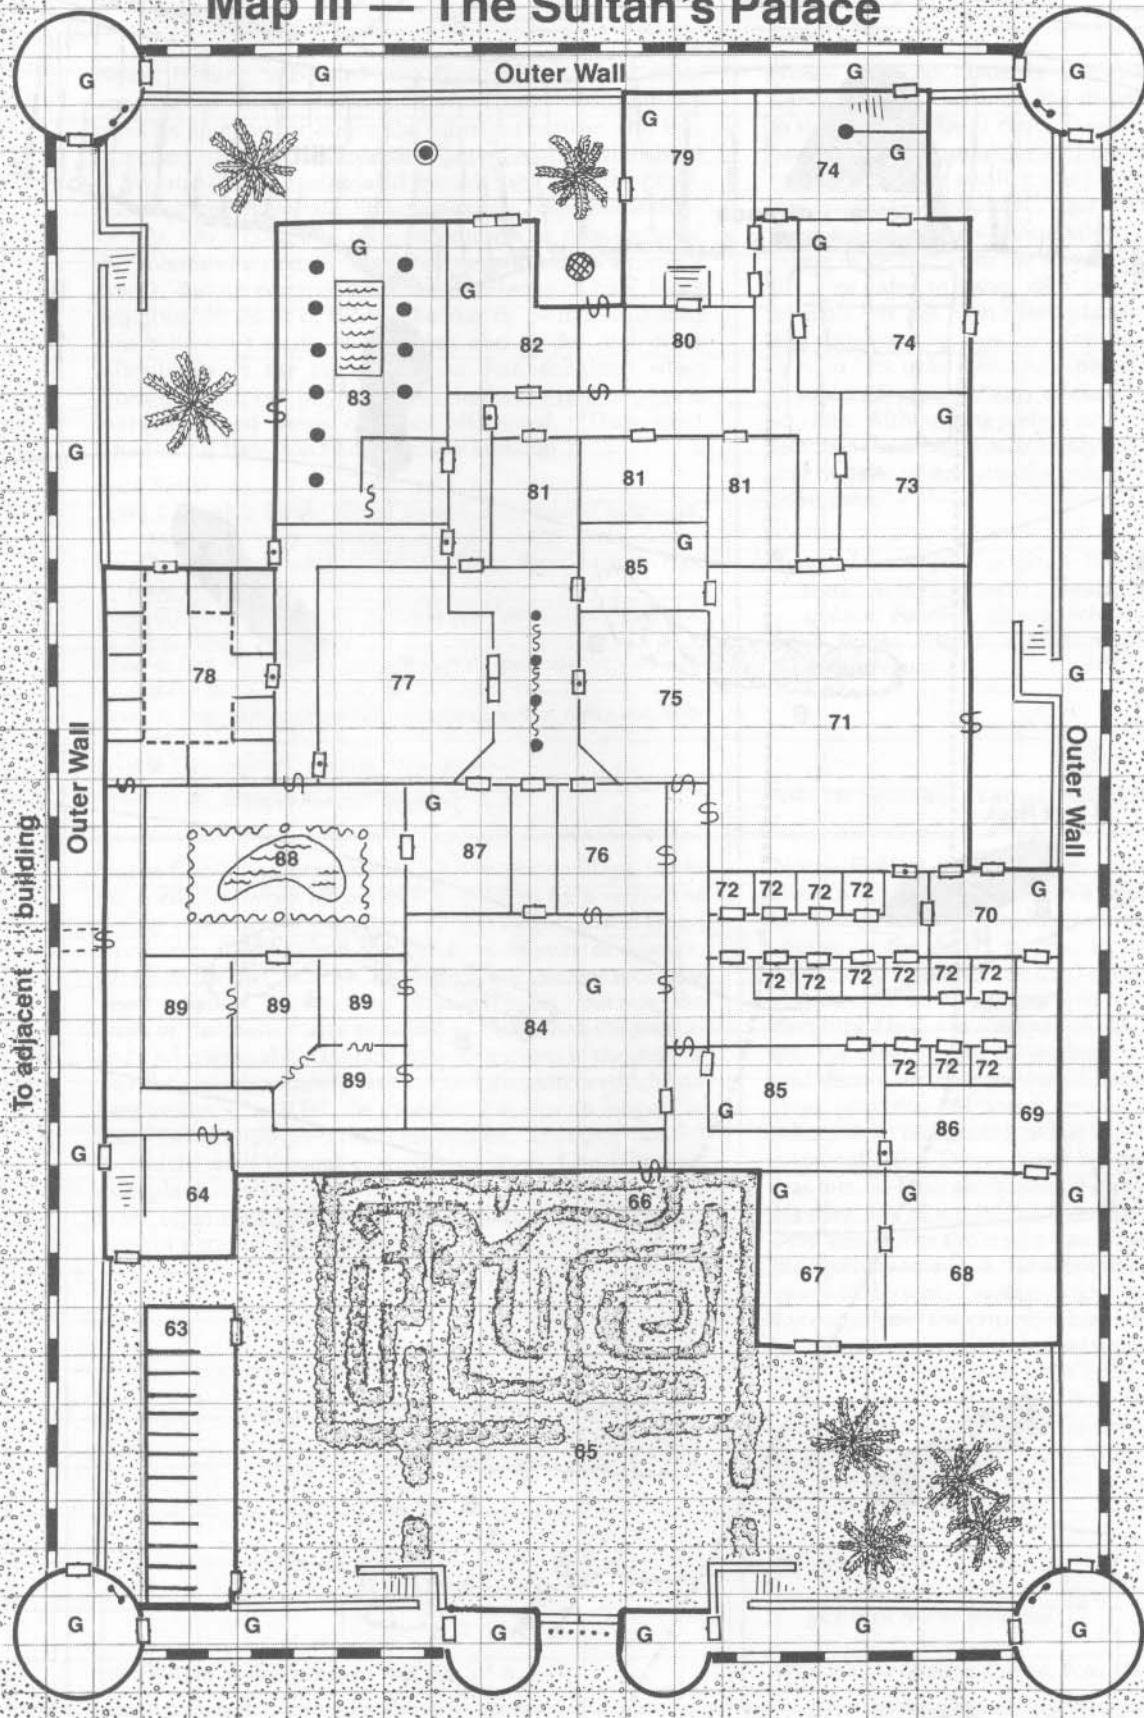 Map III — The Sultan's Palace
G G Outer Wall G G
G
79
74
G
G
G
G
82
80
74
83
G
G
81
81
81
73
G
85
78
77
75
71
G
Outer Wall
Outer Wall
G
88
87
76
72 72 72 72
G
70
To adjacent building
G
72 72 72 72 72 72
89 89 89
84
89
85
72 72 72
G
86
69
G
64
66
G
G
G
67
68
63
65
G G G G G G